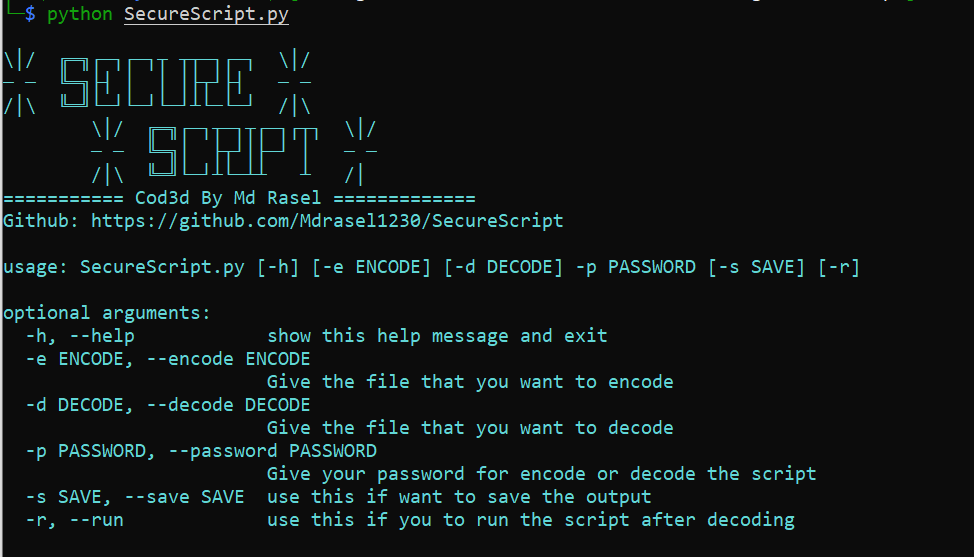 $ python SecureScript.py
SECURE
SCRIPT
=========== Cod3d By Md Rasel =============
Github: https://github.com/Mdrasel1230/SecureScript
usage: SecureScript.py [-h] [-e ENCODE] [-d DECODE] -p PASSWORD [-s SAVE] [-r]
optional arguments:
-h, --help show this help message and exit
-e ENCODE, --encode ENCODE
Give the file that you want to encode
-d DECODE, --decode DECODE
Give the file that you want to decode
-p PASSWORD, --password PASSWORD
Give your password for encode or decode the script
-s SAVE, --save SAVE use this if want to save the output
-r, --run use this if you to run the script after decoding